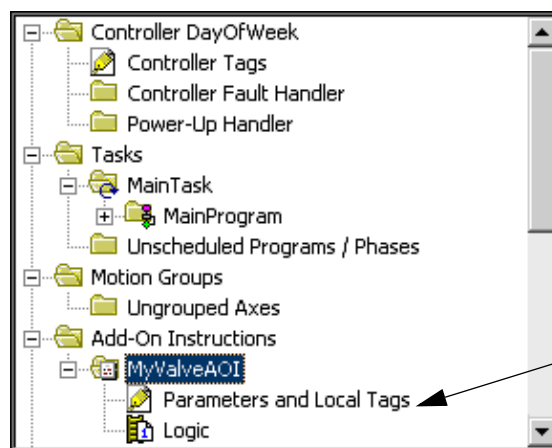 Controller DayOfWeek
Controller Tags
Controller Fault Handler
Power-Up Handler
Tasks
MainTask
MainProgram
Unscheduled Programs / Phases
Motion Groups
Ungrouped Axes
Add-On Instructions
MyValveAOI
Parameters and Local Tags
Logic